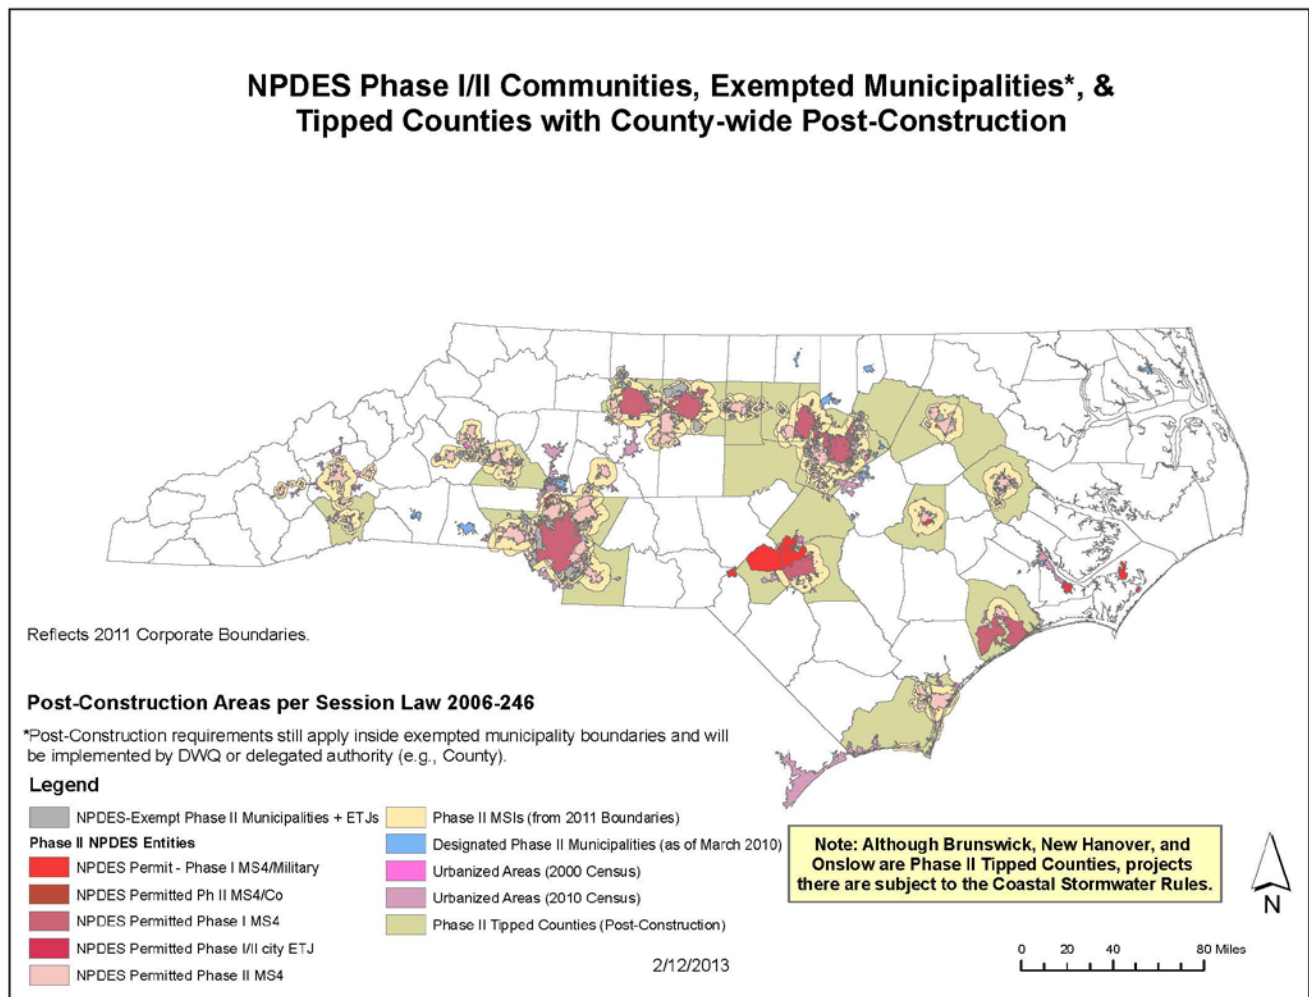 NPDES Phase I/II Communities, Exempted Municipalities*, &
Tipped Counties with County-wide Post-Construction
Reflects 2011 Corporate Boundaries.
Post-Construction Areas per Session Law 2006-246
*Post-Construction requirements still apply inside exempted municipality boundaries and will
be implemented by DWQ or delegated authority (e.g., County).
Legend
NPDES-Exempt Phase II Municipalities + ETJs
Phase II NPDES Entities
NPDES Permit - Phase I MS4/Military
NPDES Permitted Ph II MS4/Co
NPDES Permitted Phase I MS4
NPDES Permitted Phase I/II city ETJ
NPDES Permitted Phase II MS4
Phase II MSIs (from 2011 Boundaries)
Designated Phase II Municipalities (as of March 2010)
Urbanized Areas (2000 Census)
Urbanized Areas (2010 Census)
Phase II Tipped Counties (Post-Construction)
Note: Although Brunswick, New Hanover, and
Onslow are Phase II Tipped Counties, projects
there are subject to the Coastal Stormwater Rules.
N
2/12/2013
0 20 40 80 Miles